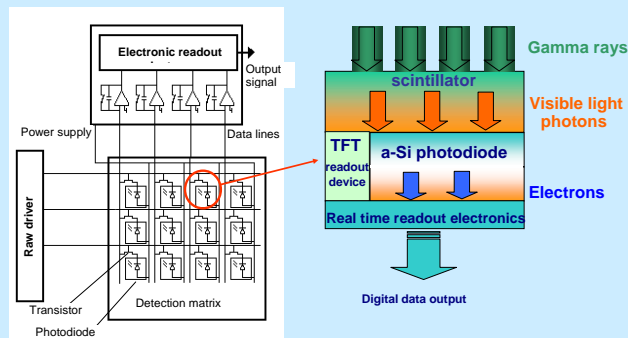 Electronic readout
Output
signal
Power supply
Data lines
Raw driver
Transistor
Photodiode
Detection matrix
Gamma rays
scintillator
Visible light
photons
TFT
readout
device
a-Si photodiode
Electrons
Real time readout electronics
Digital data output